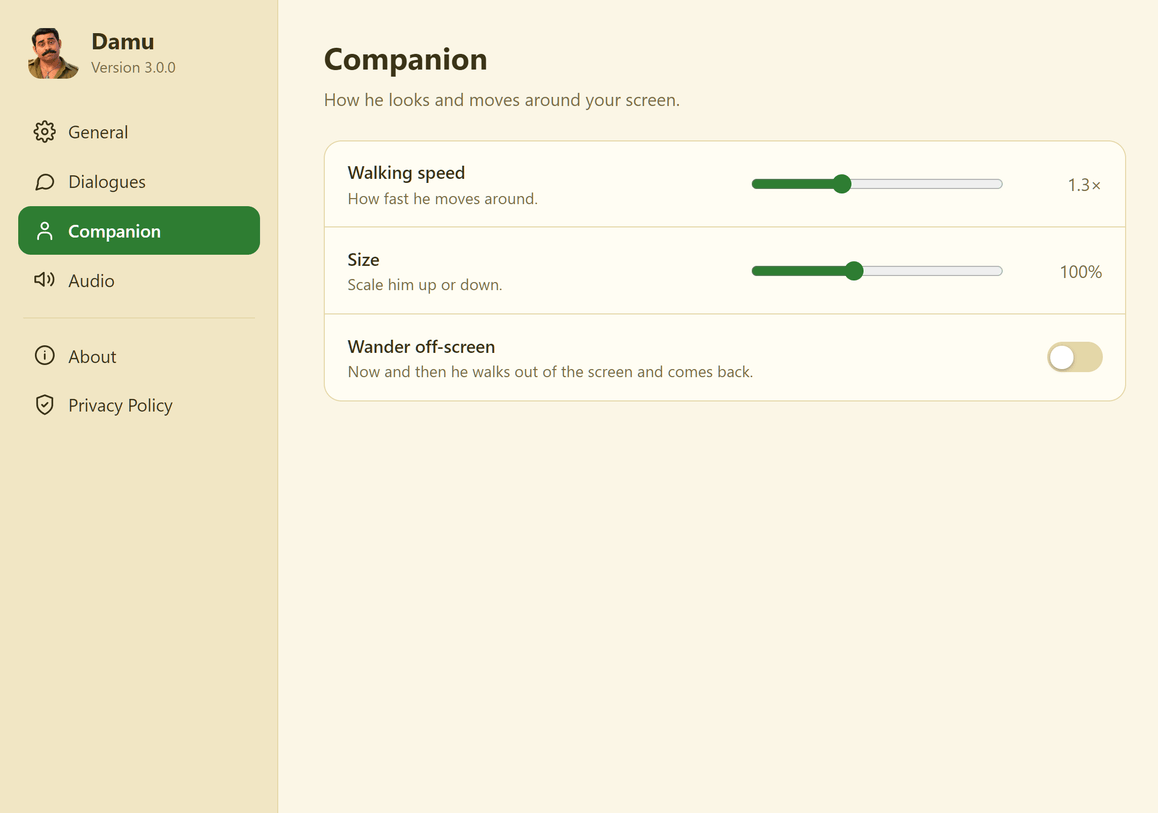 Damu
Version 3.0.0
General
Dialogues
Companion
Audio
About
Privacy Policy
Companion
How he looks and moves around your screen.
Walking speed
How fast he moves around.
1.3×
Size
Scale him up or down.
100%
Wander off-screen
Now and then he walks out of the screen and comes back.